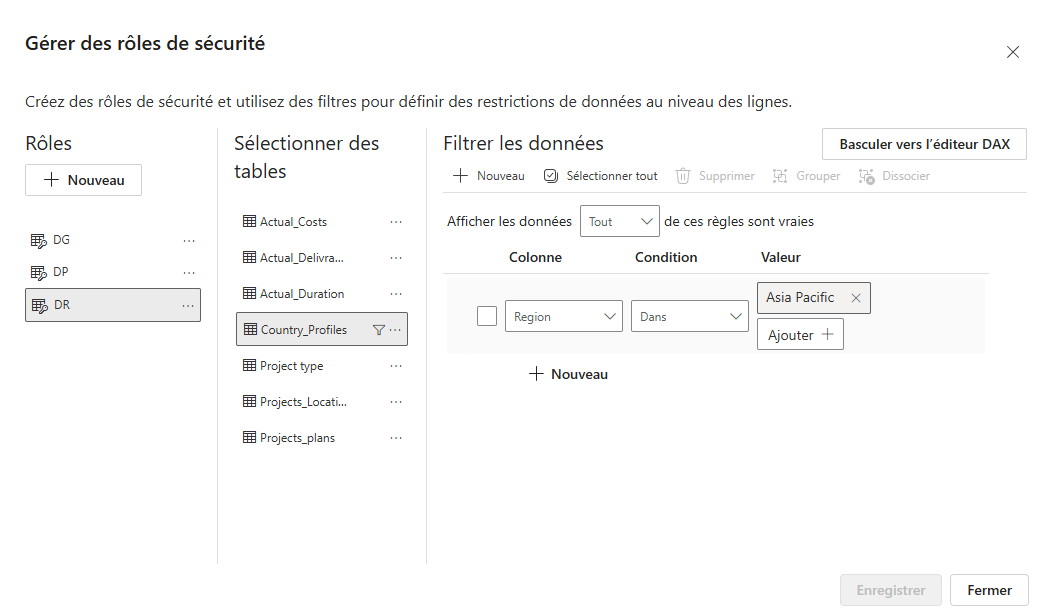 Gérer des rôles de sécurité
Créez des rôles de sécurité et utilisez des filtres pour définir des restrictions de données au niveau des lignes.
Rôles
Nouveau
DG
DP
DR
Sélectionner des
tables
Actual_Costs
Actual_Delivra...
Actual_Duration
Country_Profiles
Project type
Projects_Locati...
Projects_plans
Filtrer les données
Basculer vers l'éditeur DAX
Nouveau Sélectionner tout Supprimer Grouper Dissocier
Afficher les données Tout de ces règles sont vraies
Colonne Condition Valeur
Region Dans Asia Pacific
Ajouter
Nouveau
Enregistrer Fermer